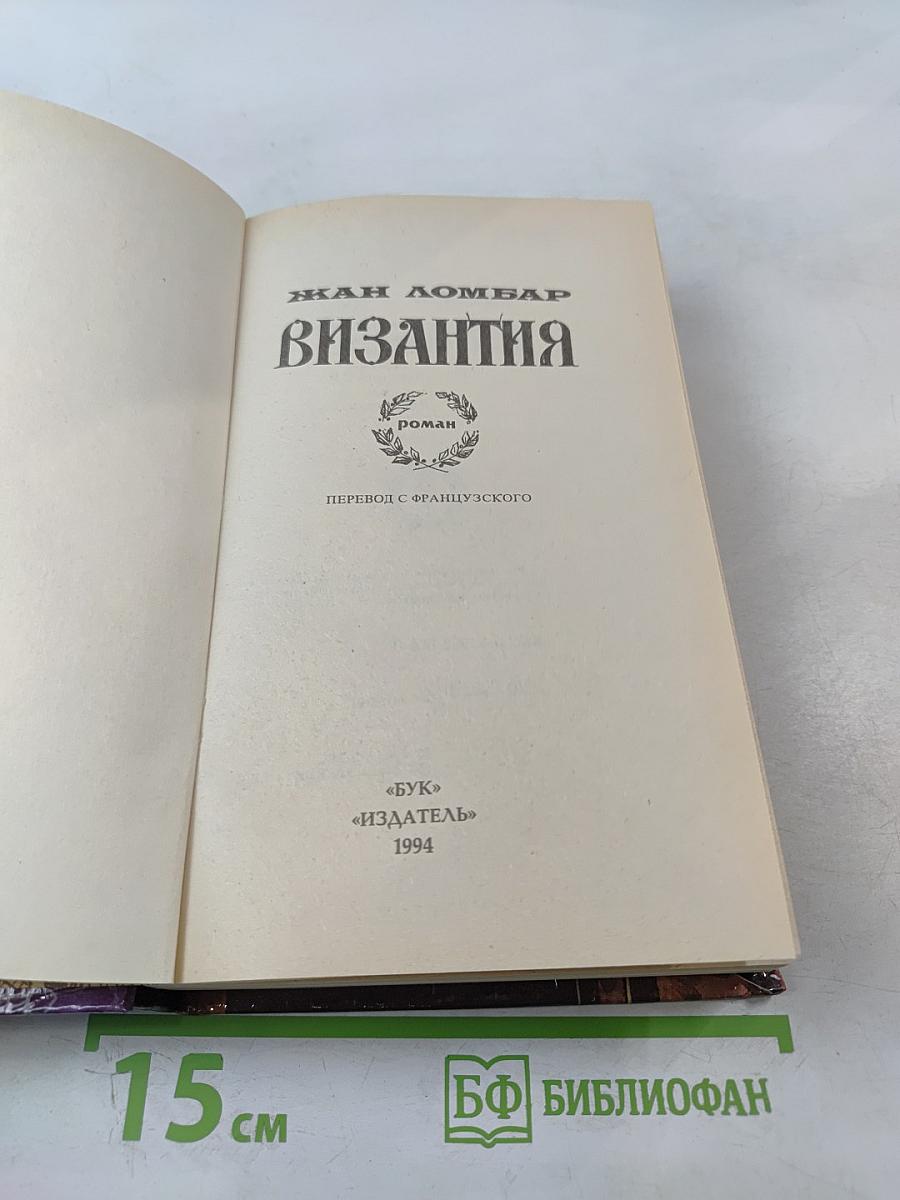 ЖАН ЛОМБАР
ВИЗАНТИЯ
роман
ПЕРЕВОД С ФРАНЦУЗСКОГО
«БУК»
«ИЗДАТЕЛЬ»
1994
15 см
БФ БИБЛИОФАН